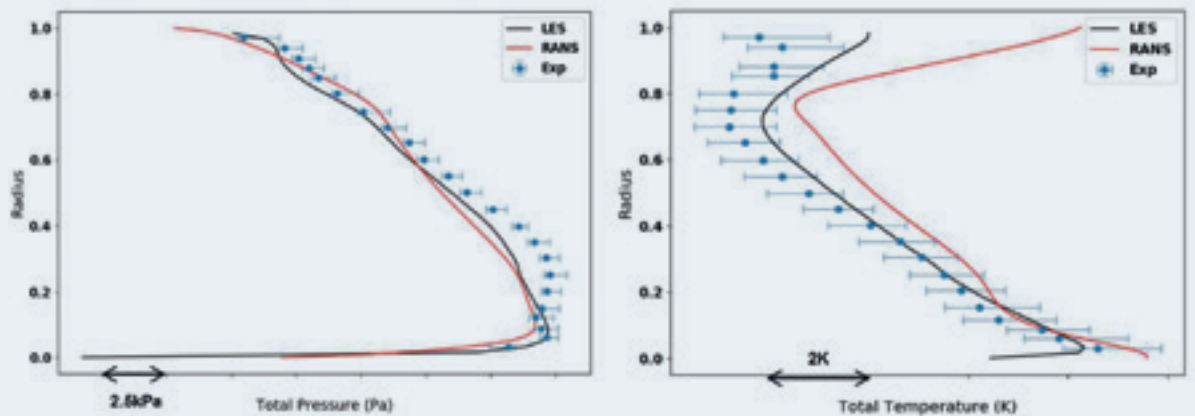 LES
RANS
Exp
1.0
0.8
0.6
0.4
0.2
0.0
Radius
2.5kPa
Total Pressure (Pa)
LES
RANS
Exp
1.0
0.8
0.6
0.4
0.2
0.0
Radius
2K
Total Temperature (K)